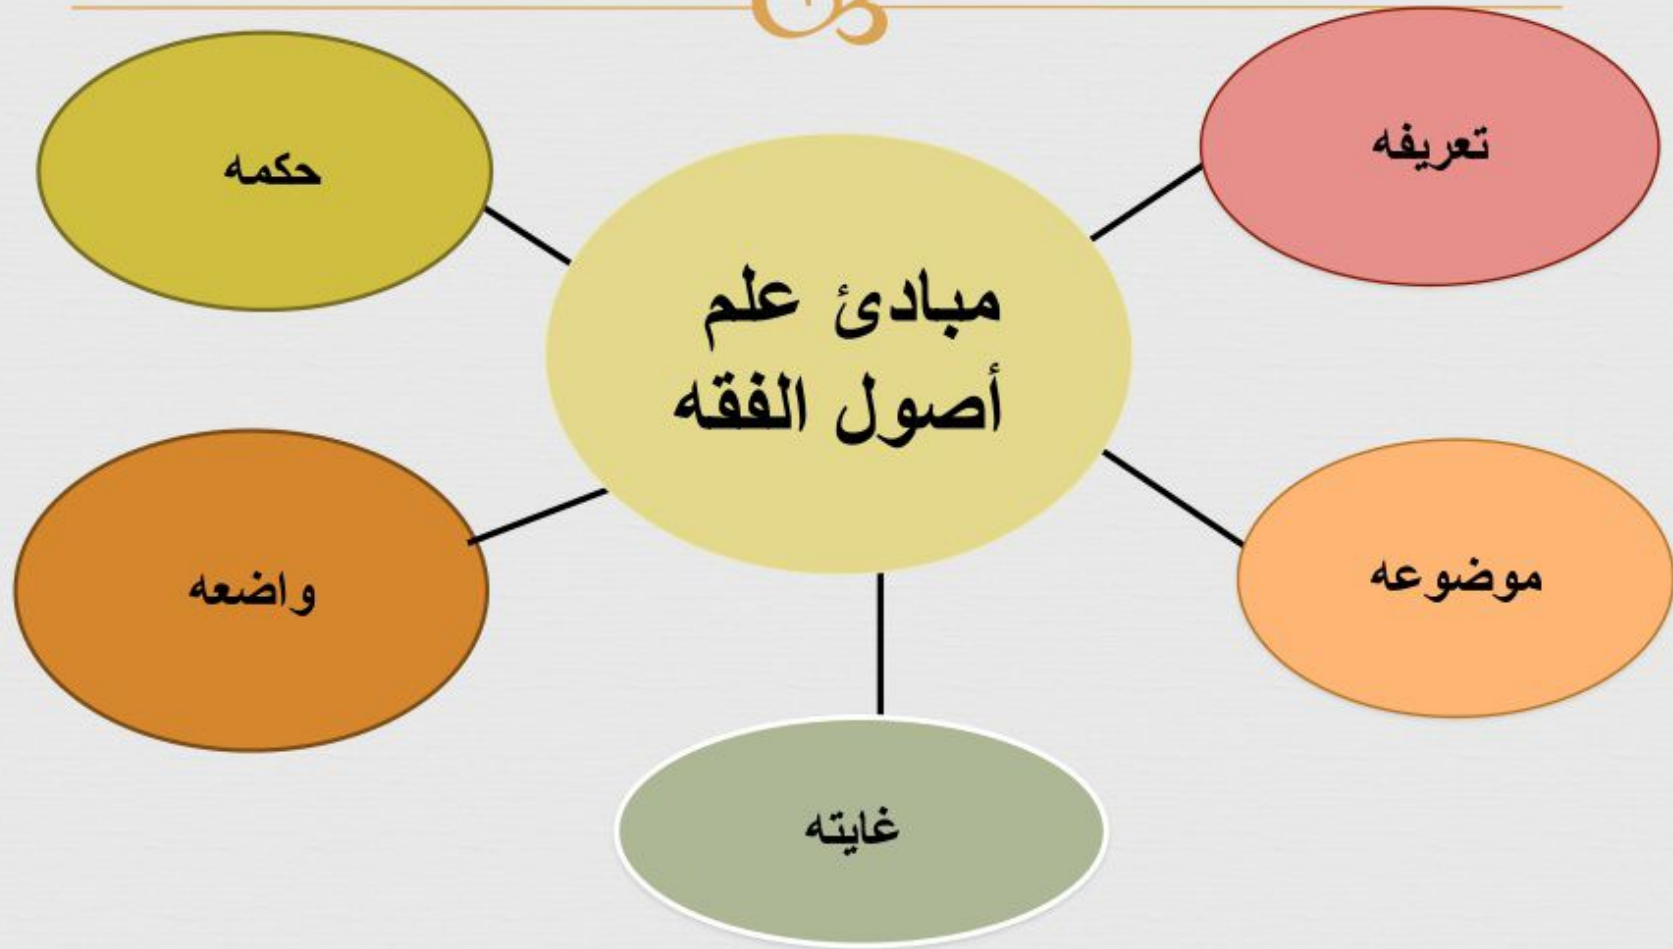 مبادئ علم
أصول الفقه
تعريفه
موضوعه
غايته
واضعه
حكمه